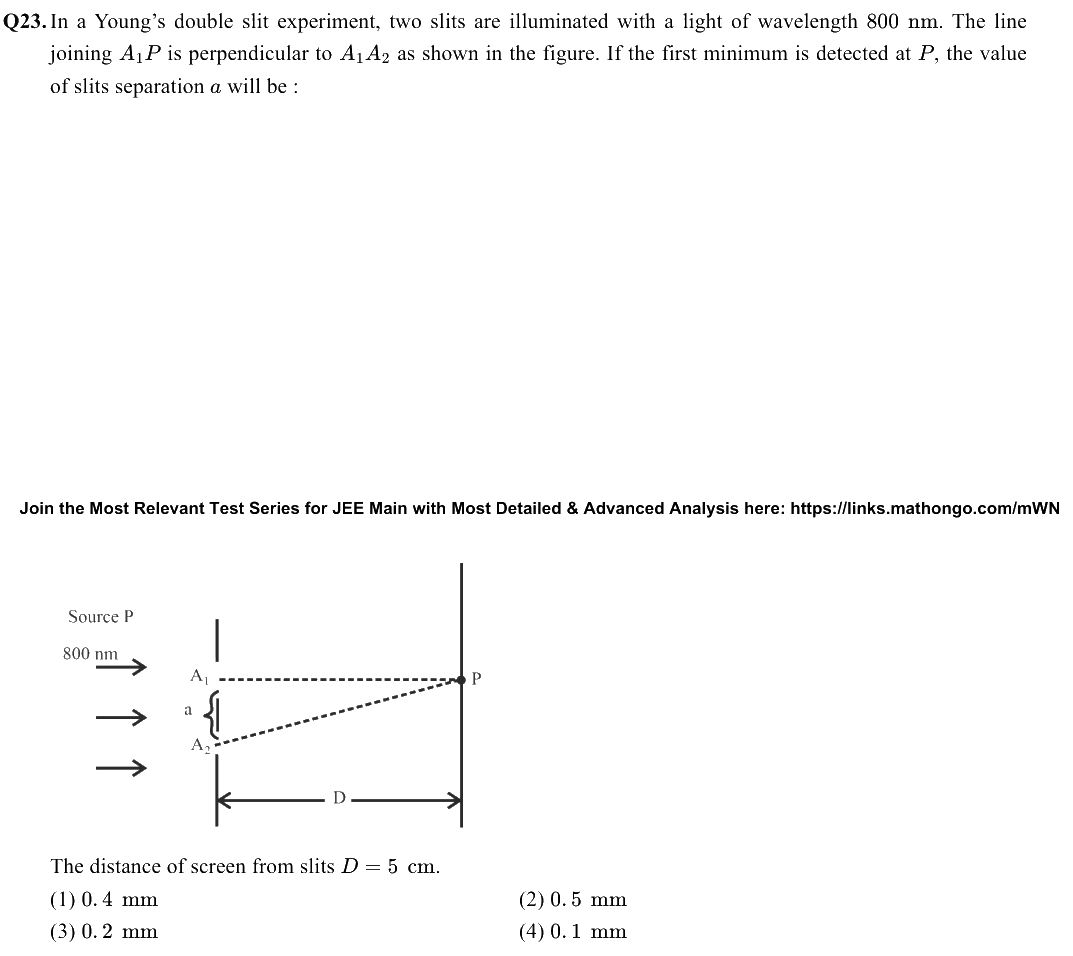 Q23. In a Young's double slit experiment, two slits are illuminated with a light of wavelength 800 nm. The line
joining A₁P is perpendicular to A₁A₂ as shown in the figure. If the first minimum is detected at P, the value
of slits separation a will be :
Join the Most Relevant Test Series for JEE Main with Most Detailed & Advanced Analysis here: https://links.mathongo.com/mWN
Source P
800 nm
A₁
P
a
A₂
D
The distance of screen from slits D = 5 cm.
(1) 0. 4 mm (2) 0. 5 mm
(3) 0. 2 mm (4) 0. 1 mm